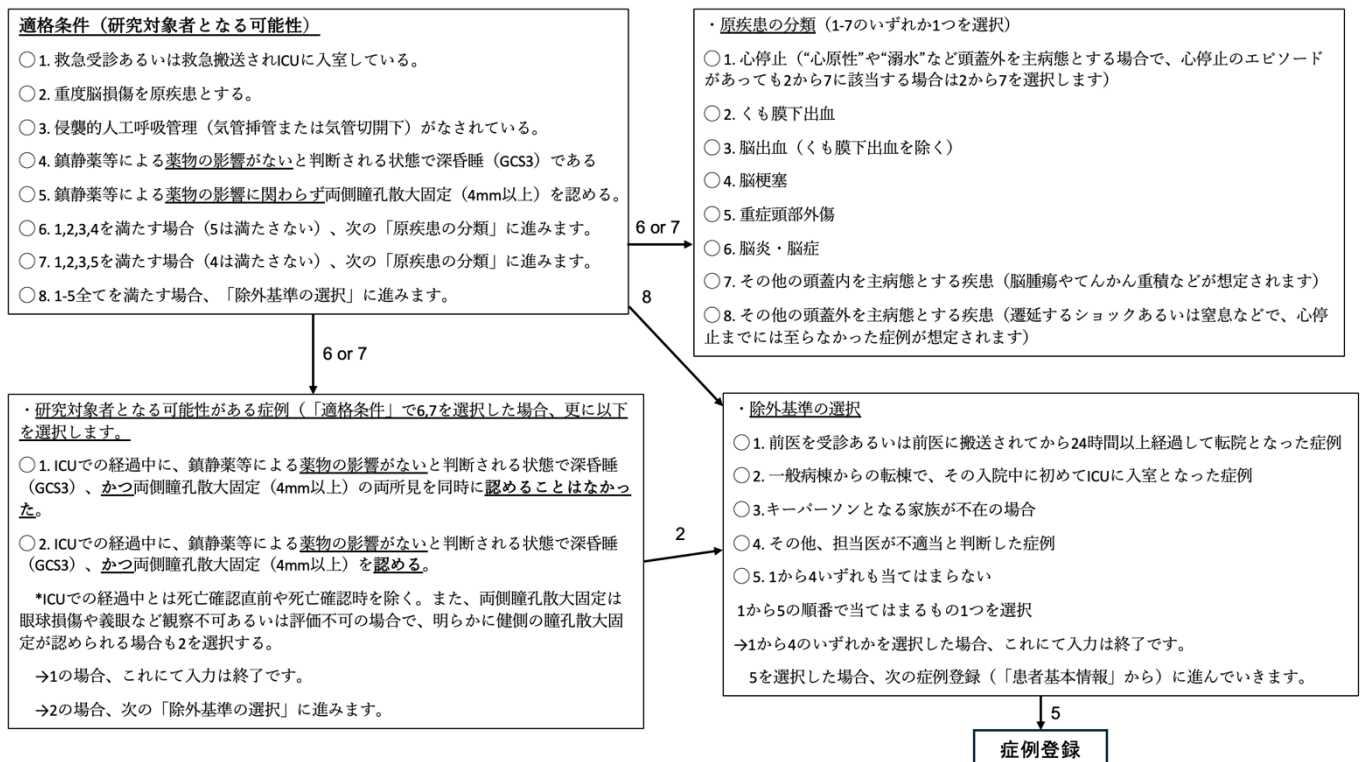 適格条件（研究対象者となる可能性）
○1. 救急受診あるいは救急搬送されICUに入室している。
○2. 重度脳損傷を原疾患とする。
○3. 侵襲的人工呼吸管理（気管挿管または気管切開下）がなされている。
○4. 鎮静薬等による薬物の影響がないと判断される状態で深昏睡（GCS3）である
○5. 鎮静薬等による薬物の影響に関わらず両側瞳孔散大固定（4mm以上）を認める。
○6. 1,2,3,4を満たす場合（5は満たさない）、次の「原疾患の分類」に進みます。
○7. 1,2,3,5を満たす場合（4は満たさない）、次の「原疾患の分類」に進みます。
○8. 1-5全てを満たす場合、「除外基準の選択」に進みます。
6 or 7
8
6 or 7
・原疾患の分類（1-7のいずれか1つを選択）
○1. 心停止（“心原性”や“溺水”など頭蓋外を主病態とする場合で、心停止のエピソード
があっても2から7に該当する場合は2から7を選択します）
○2. くも膜下出血
○3. 脳出血（くも膜下出血を除く）
○4. 脳梗塞
○5. 重症頭部外傷
○6. 脳炎・脳症
○7. その他の頭蓋内を主病態とする疾患（脳腫瘍やてんかん重積などが想定されます）
○8. その他の頭蓋外を主病態とする疾患（遷延するショックあるいは窒息などで、心停
止までには至らなかった症例が想定されます）
・研究対象者となる可能性がある症例（「適格条件」で6,7を選択した場合、更に以下
を選択します。
○1. ICUでの経過中に、鎮静薬等による薬物の影響がないと判断される状態で深昏睡
（GCS3）、かつ両側瞳孔散大固定（4mm以上）の両所見を同時に認めることはなかっ
た。
○2. ICUでの経過中に、鎮静薬等による薬物の影響がないと判断される状態で深昏睡
（GCS3）、かつ両側瞳孔散大固定（4mm以上）を認める。
*ICUでの経過中とは死亡確認直前や死亡確認時を除く。また、両側瞳孔散大固定は
眼球損傷や義眼など観察不可あるいは評価不可の場合で、明らかに健側の瞳孔散大固
定が認められる場合も2を選択する。
→1の場合、これにて入力は終了です。
→2の場合、次の「除外基準の選択」に進みます。
2
・除外基準の選択
○1. 前医を受診あるいは前医に搬送されてから24時間以上経過して転院となった症例
○2. 一般病棟からの転棟で、その入院中に初めてICUに入室となった症例
○3.キーパーソンとなる家族が不在の場合
○4. その他、担当医が不適当と判断した症例
○5. 1から4いずれも当てはまらない
1から5の順番で当てはまるもの1つを選択
→1から4のいずれかを選択した場合、これにて入力は終了です。
5を選択した場合、次の症例登録（「患者基本情報」から）に進んでいきます。
5
症例登録